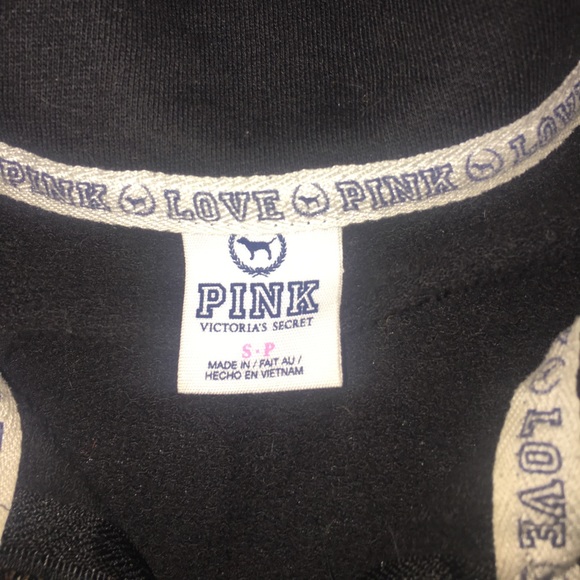 PINK LOVE PINK LOVE
PINK
VICTORIA'S SECRET
S·P
MADE IN / FAIT AU /
HECHO EN VIETNAM
LOVE